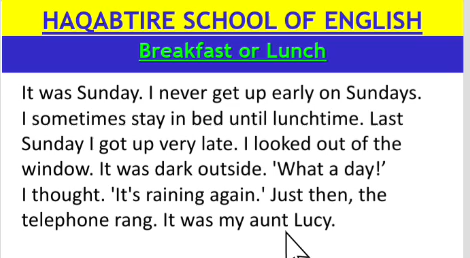 HAQABTIRE SCHOOL OF ENGLISH
Breakfast or Lunch
It was Sunday. I never get up early on Sundays.
I sometimes stay in bed until lunchtime. Last
Sunday I got up very late. I looked out of the
window. It was dark outside. 'What a day!’
I thought. 'It's raining again.' Just then, the
telephone rang. It was my aunt Lucy.